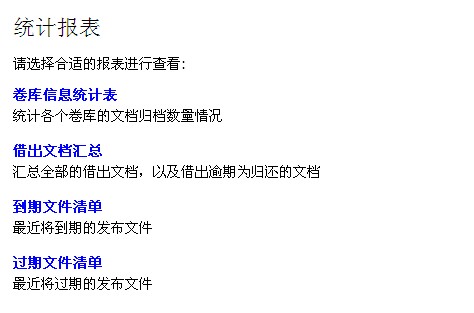 统计报表
请选择合适的报表进行查看:
卷库信息统计表
统计各个卷库的文档归档数量情况
借出文档汇总
汇总全部的借出文档，以及借出逾期为归还的文档
到期文件清单
最近将到期的发布文件
过期文件清单
最近将过期的发布文件